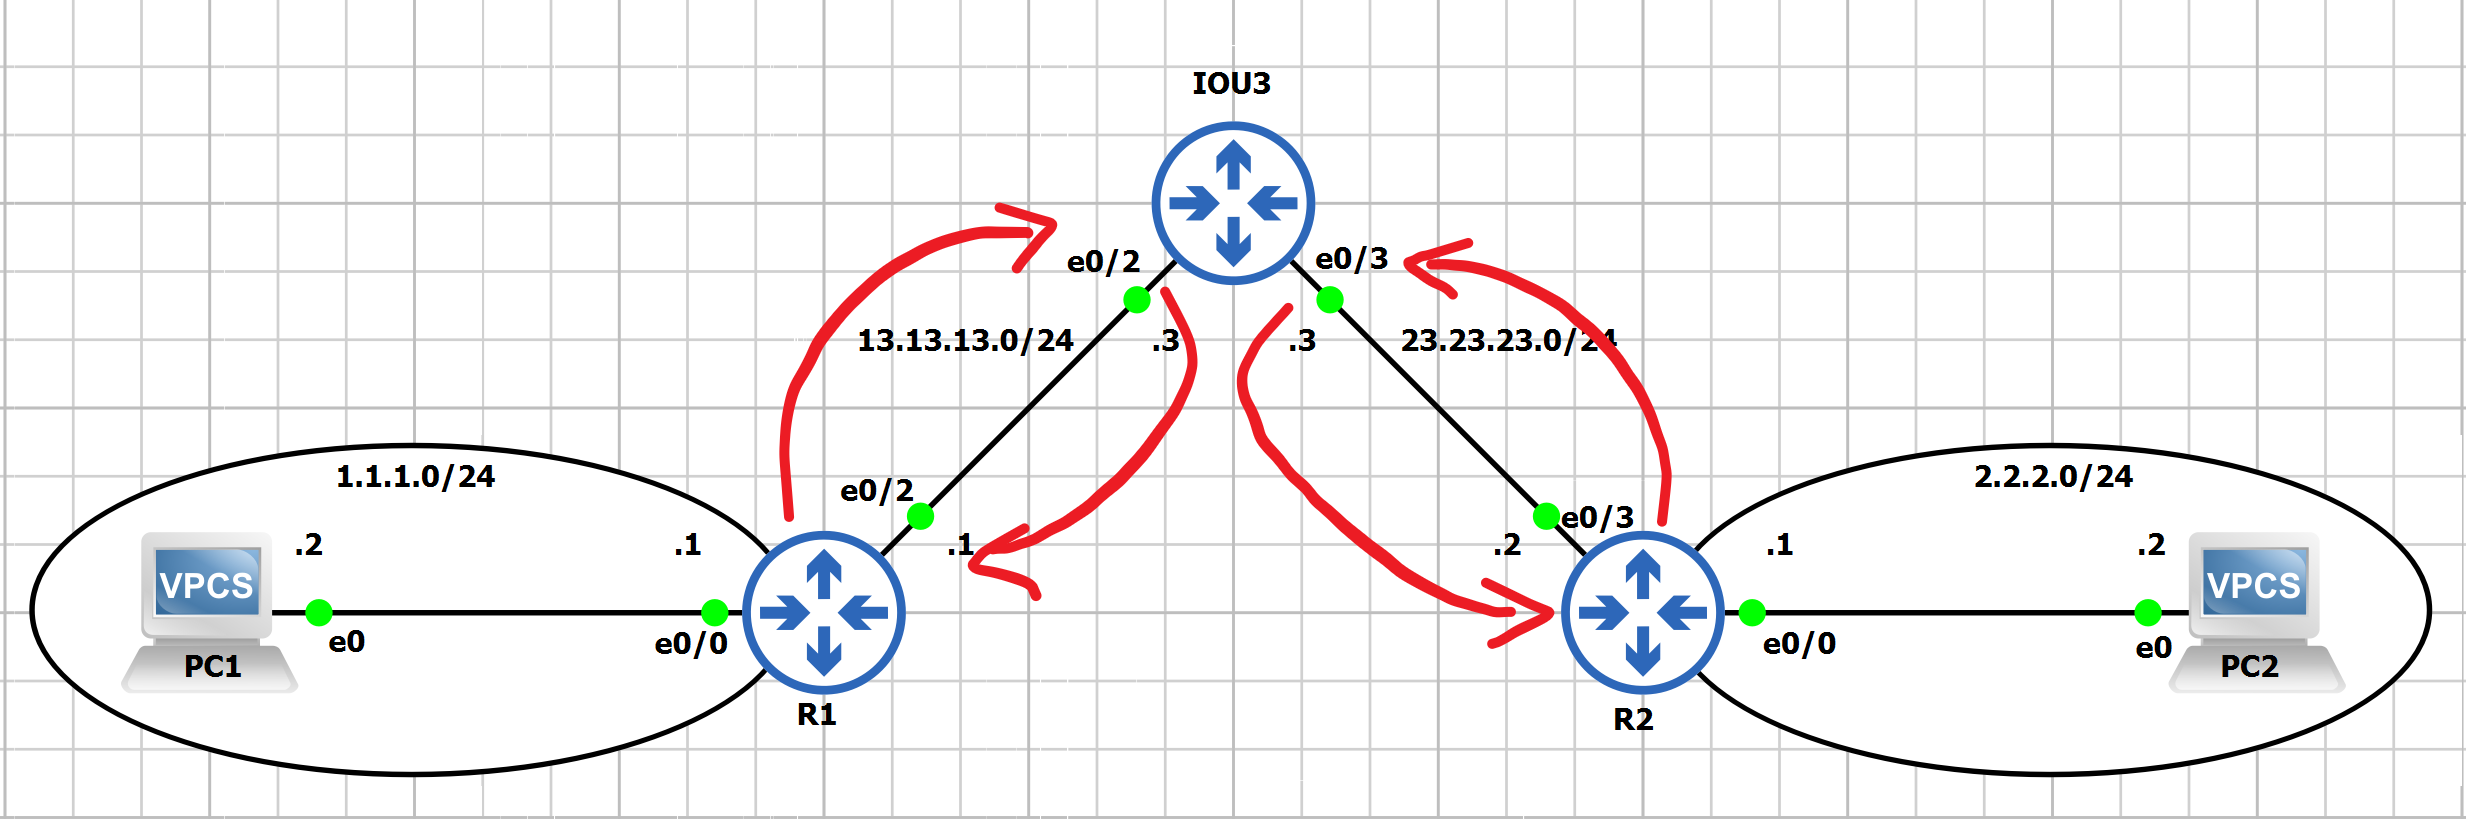 IOU3
e0/2
e0/3
13.13.13.0/24
.3
.3
23.23.23.0/24
1.1.1.0/24
2.2.2.0/24
e0/2
e0/3
.2
.1
.1
.2
.1
.2
VPCS
VPCS
e0
e0/0
e0/0
e0
PC1
PC2
R1
R2